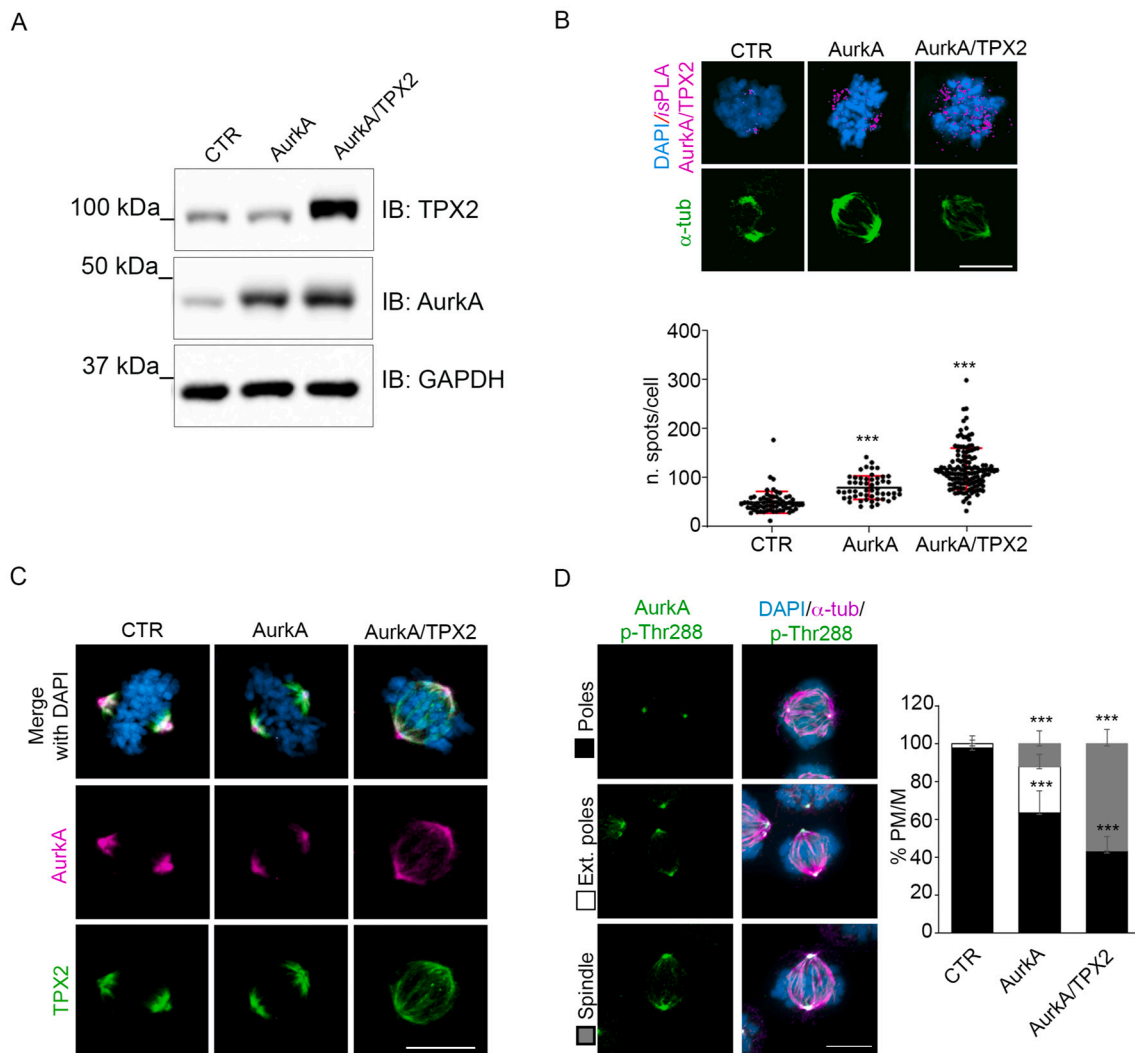 A
CTR
AurkA
AurkA/TPX2
100 kDa
IB: TPX2
50 kDa
IB: AurkA
37 kDa
IB: GAPDH
B
CTR
AurkA
AurkA/TPX2
DAPI/isPLA
AurkA/TPX2
α-tub
400
300
200
100
0
n. spots/cell
***
***
CTR
AurkA
AurkA/TPX2
C
CTR
AurkA
AurkA/TPX2
Merge
with DAPI
AurkA
TPX2
D
AurkA
p-Thr288
DAPI/α-tub/
p-Thr288
Poles
Ext. poles
Spindle
% PM/M
120
100
80
60
40
20
0
***
***
***
***
CTR
AurkA
AurkA/TPX2